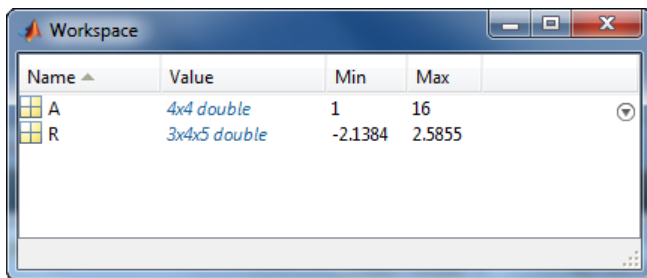 Workspace
Name Value Min Max
A 4x4 double 1 16
R 3x4x5 double -2.1384 2.5855